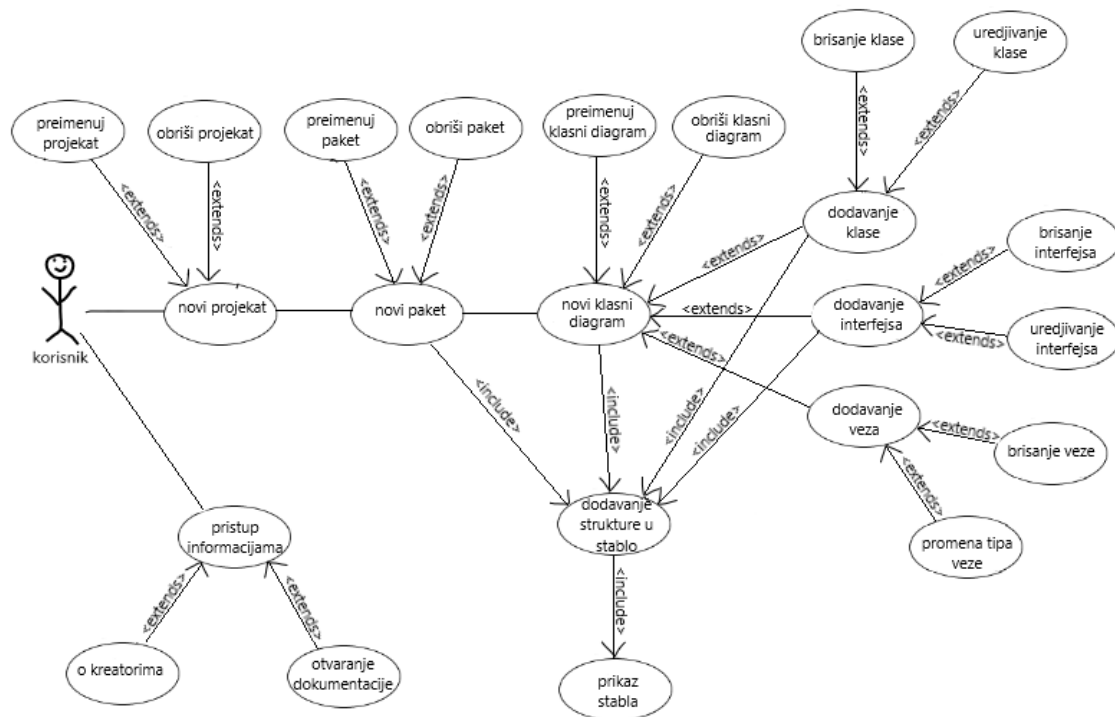 brisanje klase
uredjivanje
klase
preimenuj
projekat
obriši projekat
preimenuj
paket
obriši paket
preimenuj
klasni diagram
obriši klasni
diagram
<extends>
<extends>
<extends>
<extends>
<extends>
<extends>
<extends>
<extends>
dodavanje
klase
brisanje
interfejsa
<extends>
<extends>
korisnik
novi projekat
novi paket
novi klasni
diagram
<extends>
dodavanje
interfejsa
<extends>
uredjivanje
interfejsa
<extends>
<include>
<include>
<include>
<include>
dodavanje
veza
<extends>
brisanje veze
<extends>
promena tipa
veze
dodavanje
strukture u
stablo
pristup
informacijama
<extends>
<extends>
<include>
o kreatorima
otvaranje
dokumentacije
prikaz
stabla